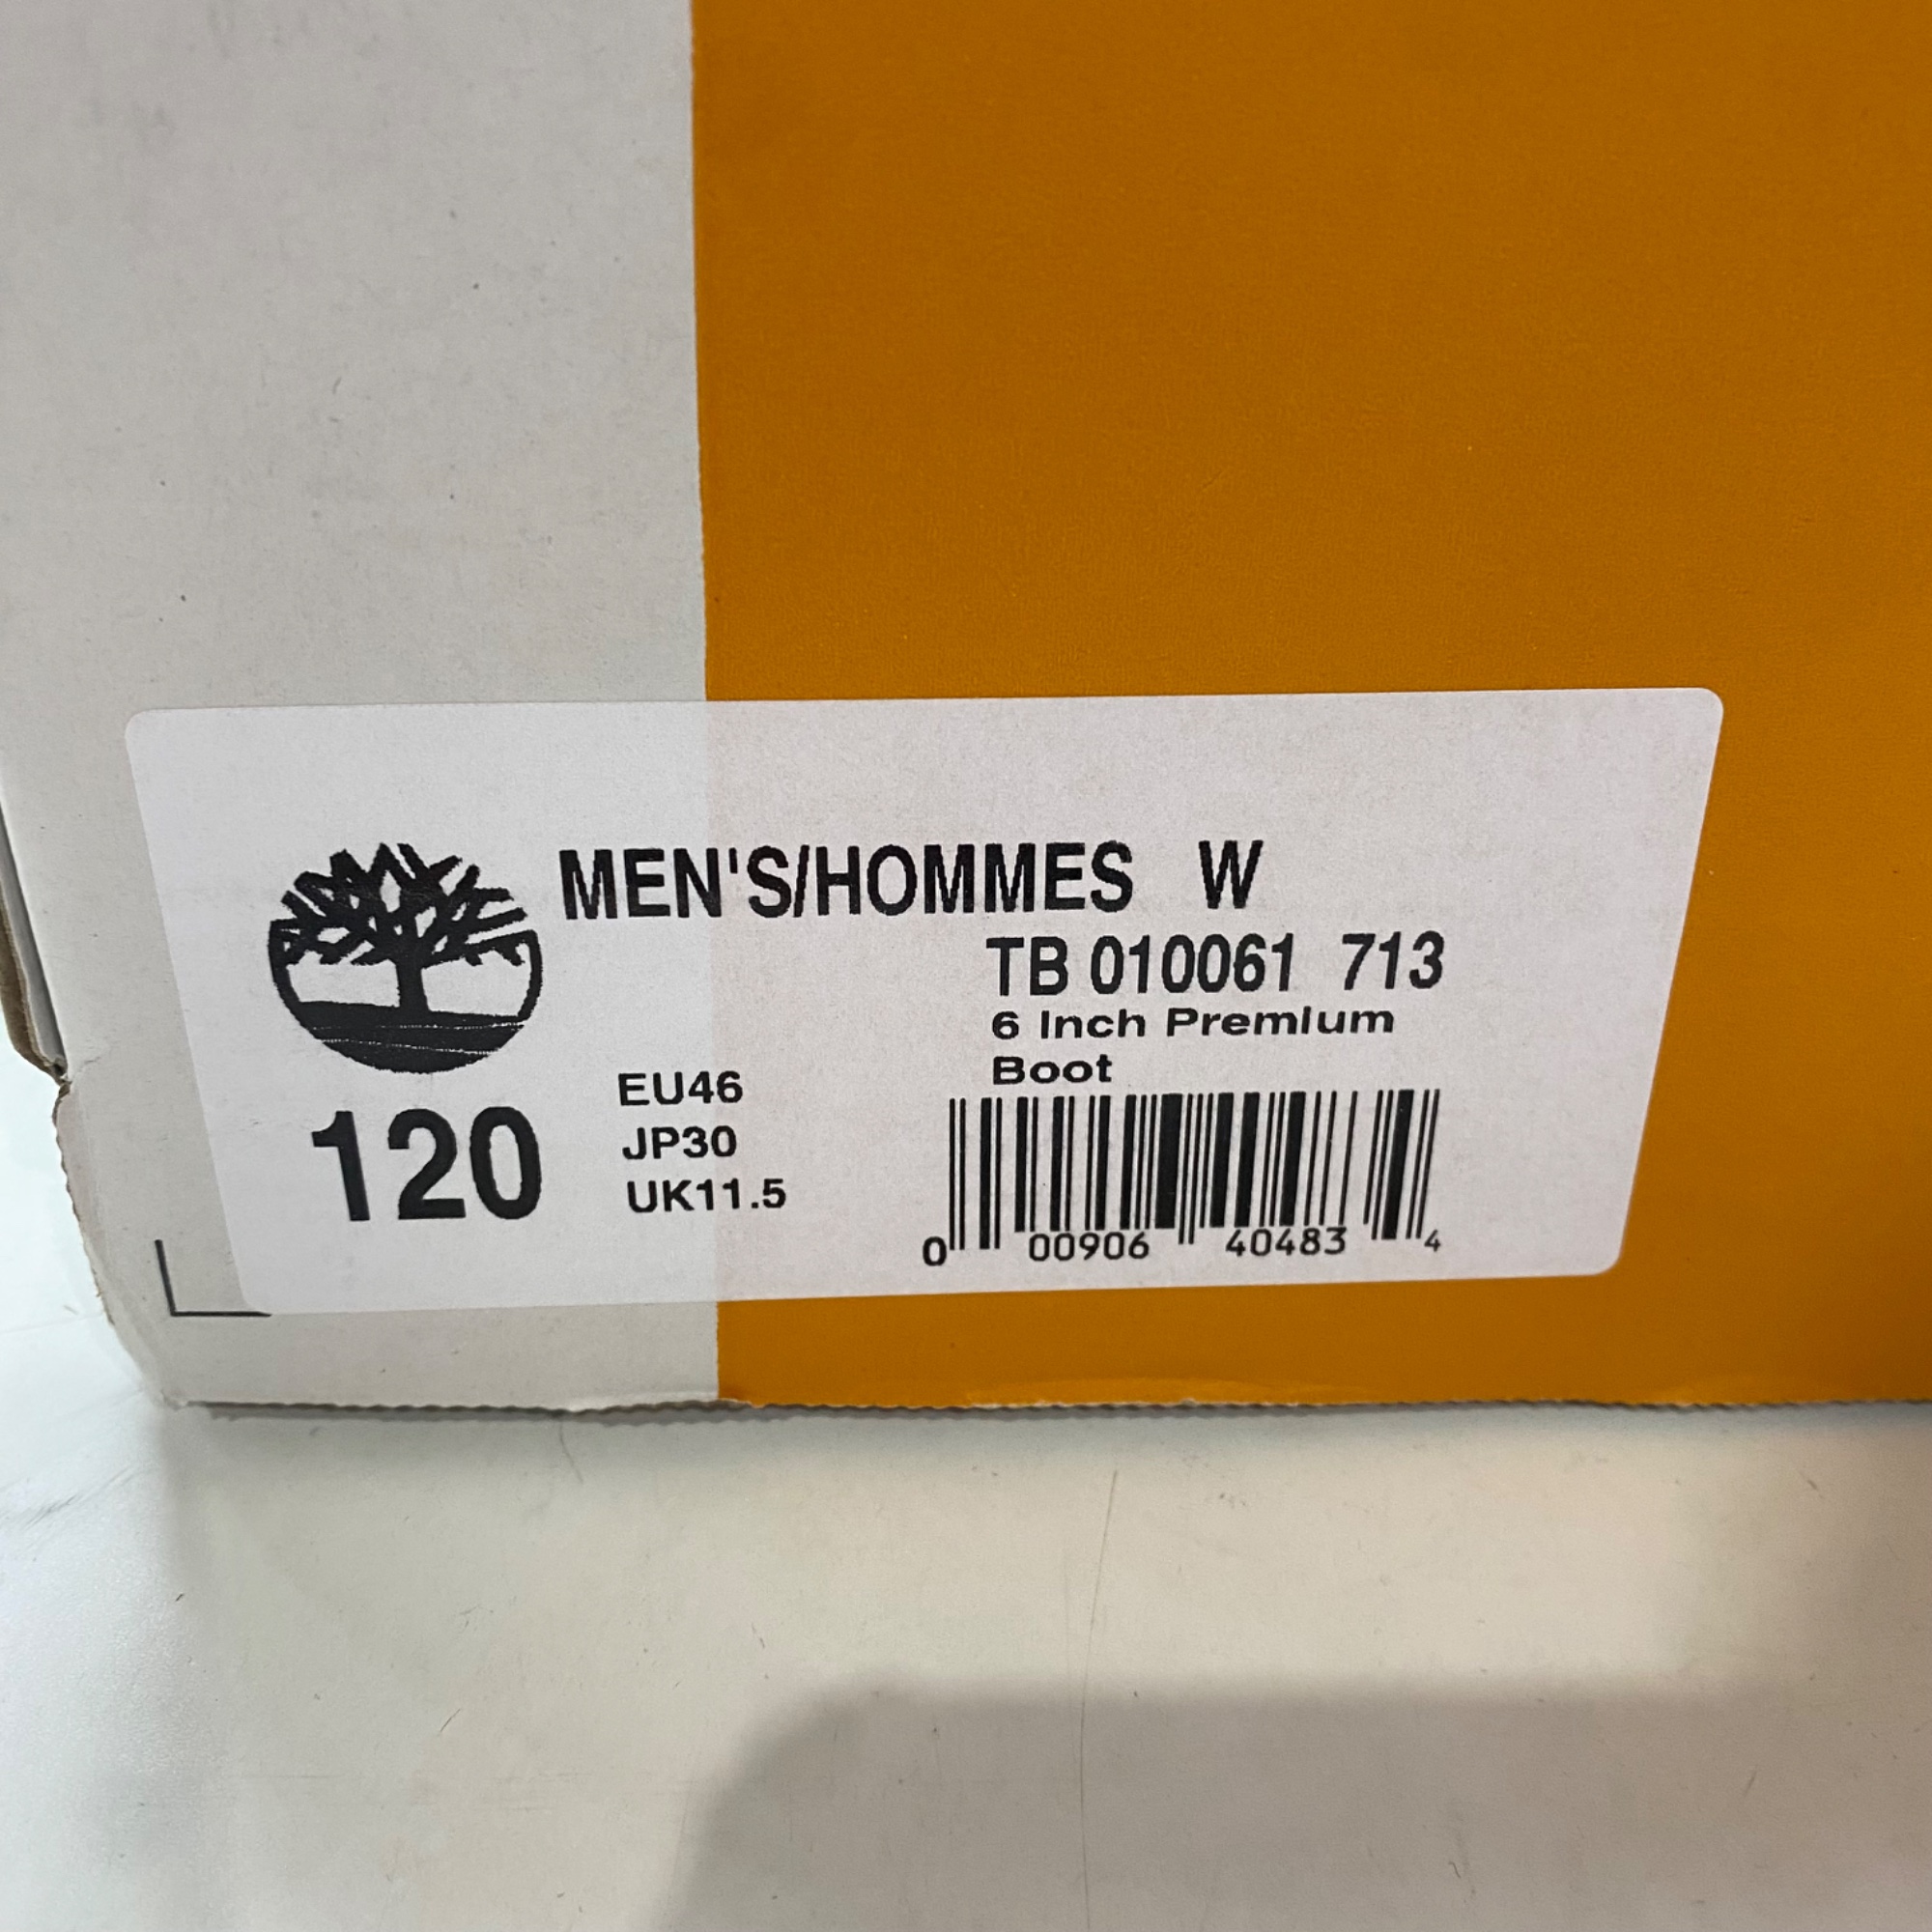 MEN'S/HOMMES W
TB 010061 713
6 Inch Premium
Boot
EU46
JP30
UK11.5
120
0 00906 40483 4